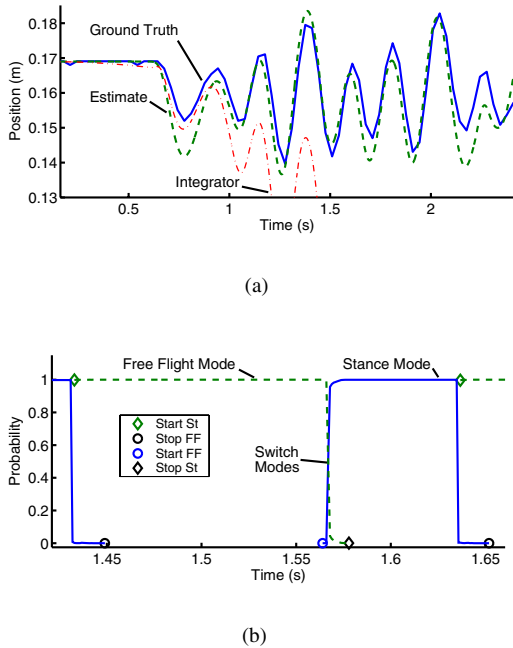 0.18
0.17
0.16
0.15
0.14
0.13
Position (m)
Ground Truth
Estimate
Integrator
0.5
1
1.5
2
Time (s)
(a)
1
0.8
0.6
0.4
0.2
0
Probability
Free Flight Mode
Stance Mode
Start St
Stop FF
Start FF
Stop St
Switch
Modes
1.45
1.5
1.55
1.6
1.65
Time (s)
(b)